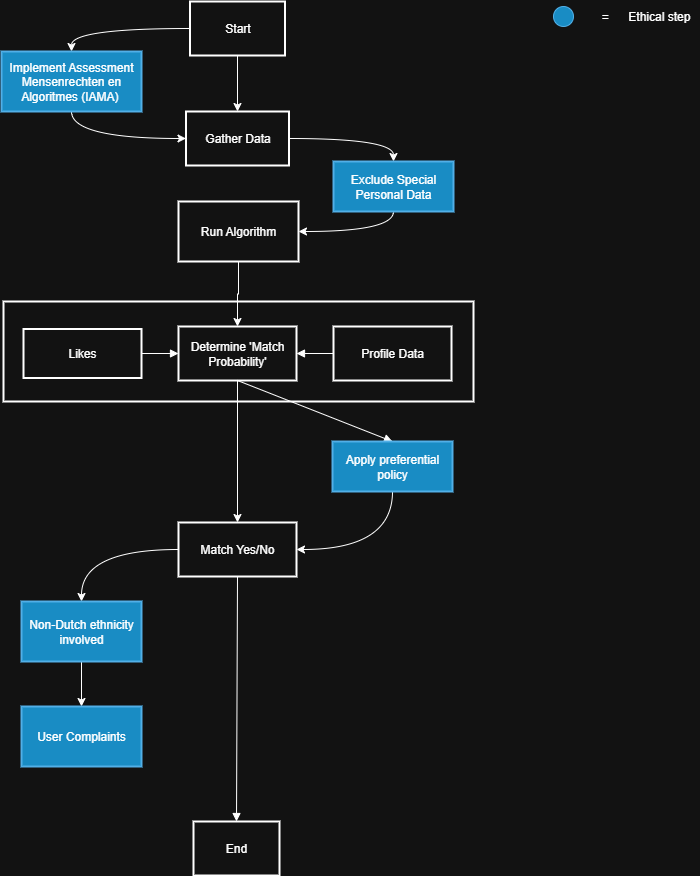 Start
= Ethical step
Implement Assessment
Mensenrechten en
Algoritmes (IAMA)
Gather Data
Exclude Special
Personal Data
Run Algorithm
Likes
Determine 'Match
Probability'
Profile Data
Apply preferential
policy
Match Yes/No
Non-Dutch ethnicity
involved
User Complaints
End